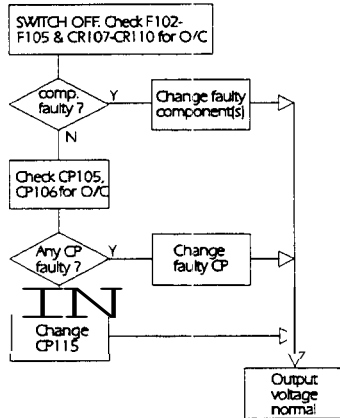 SWITCH OFF. Check F102-
F105 & CR107-CR110 for O/C
comp.
faulty ?
Y
Change faulty
component(s)
N
Check CP105,
CP106 for O/C
Any CP
faulty ?
Y
Change
faulty CP
IN
Change
CP115
Output
voltage
normal